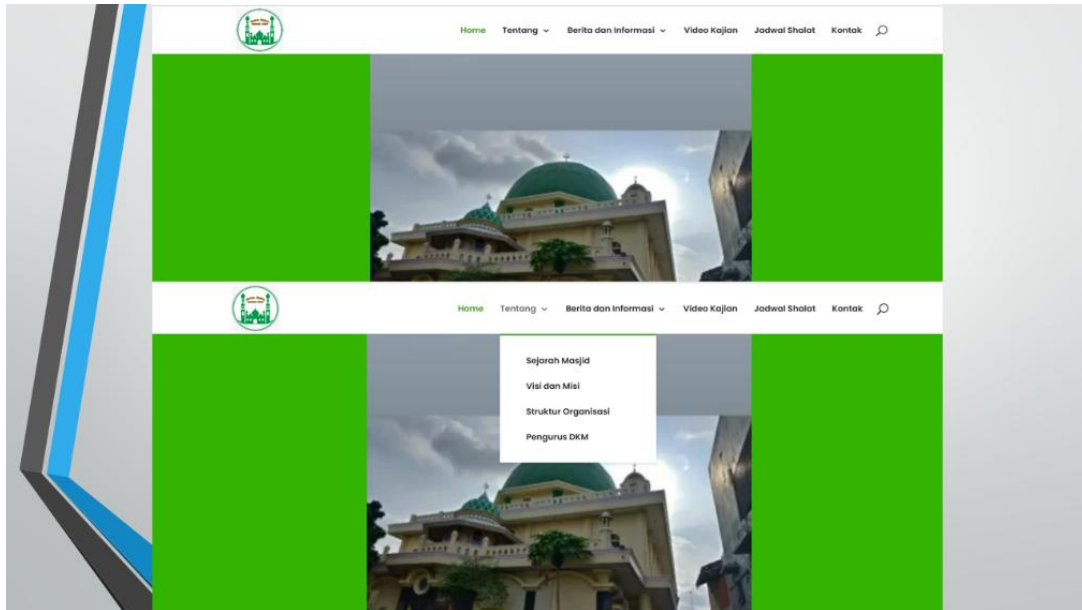 Home Tentang Berita dan Informasi Video Kajian Jadwal Shalat Kontak
Home Tentang Berita dan Informasi Video Kajian Jadwal Shalat Kontak
Sejarah Masjid
Visi dan Misi
Struktur Organisasi
Pengurus DKM